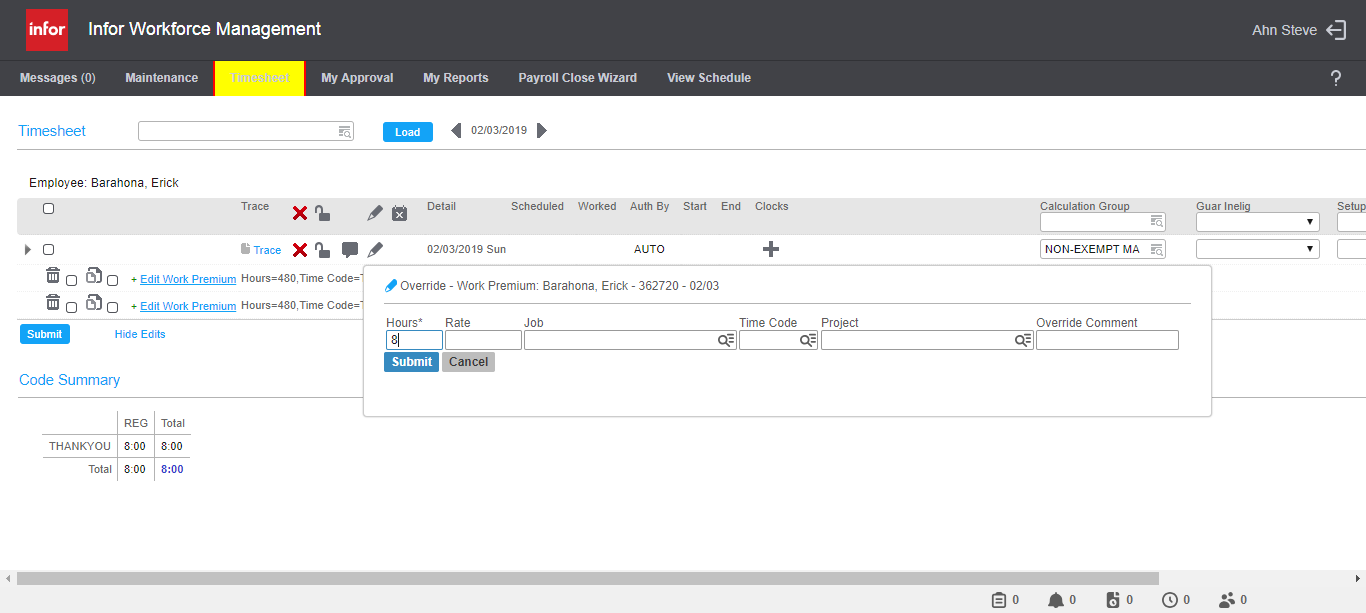 infor Infor Workforce Management Ahn Steve
Messages (0) Maintenance Timesheet My Approval My Reports Payroll Close Wizard View Schedule ?
Timesheet Load 02/03/2019
Employee: Barahona, Erick
Trace Detail Scheduled Worked Auth By Start End Clocks Calculation Group Guar Inelig Setup
Trace 02/03/2019 Sun AUTO NON-EXEMPT MA
+ Edit Work Premium Hours=480,Time Code=T
+ Edit Work Premium Hours=480,Time Code=T
Submit Hide Edits
Override - Work Premium: Barahona, Erick - 362720 - 02/03
Hours* Rate Job Time Code Project Override Comment
8
Submit Cancel
Code Summary
REG Total
THANKYOU 8:00 8:00
Total 8:00 8:00
0 0 0 0 0